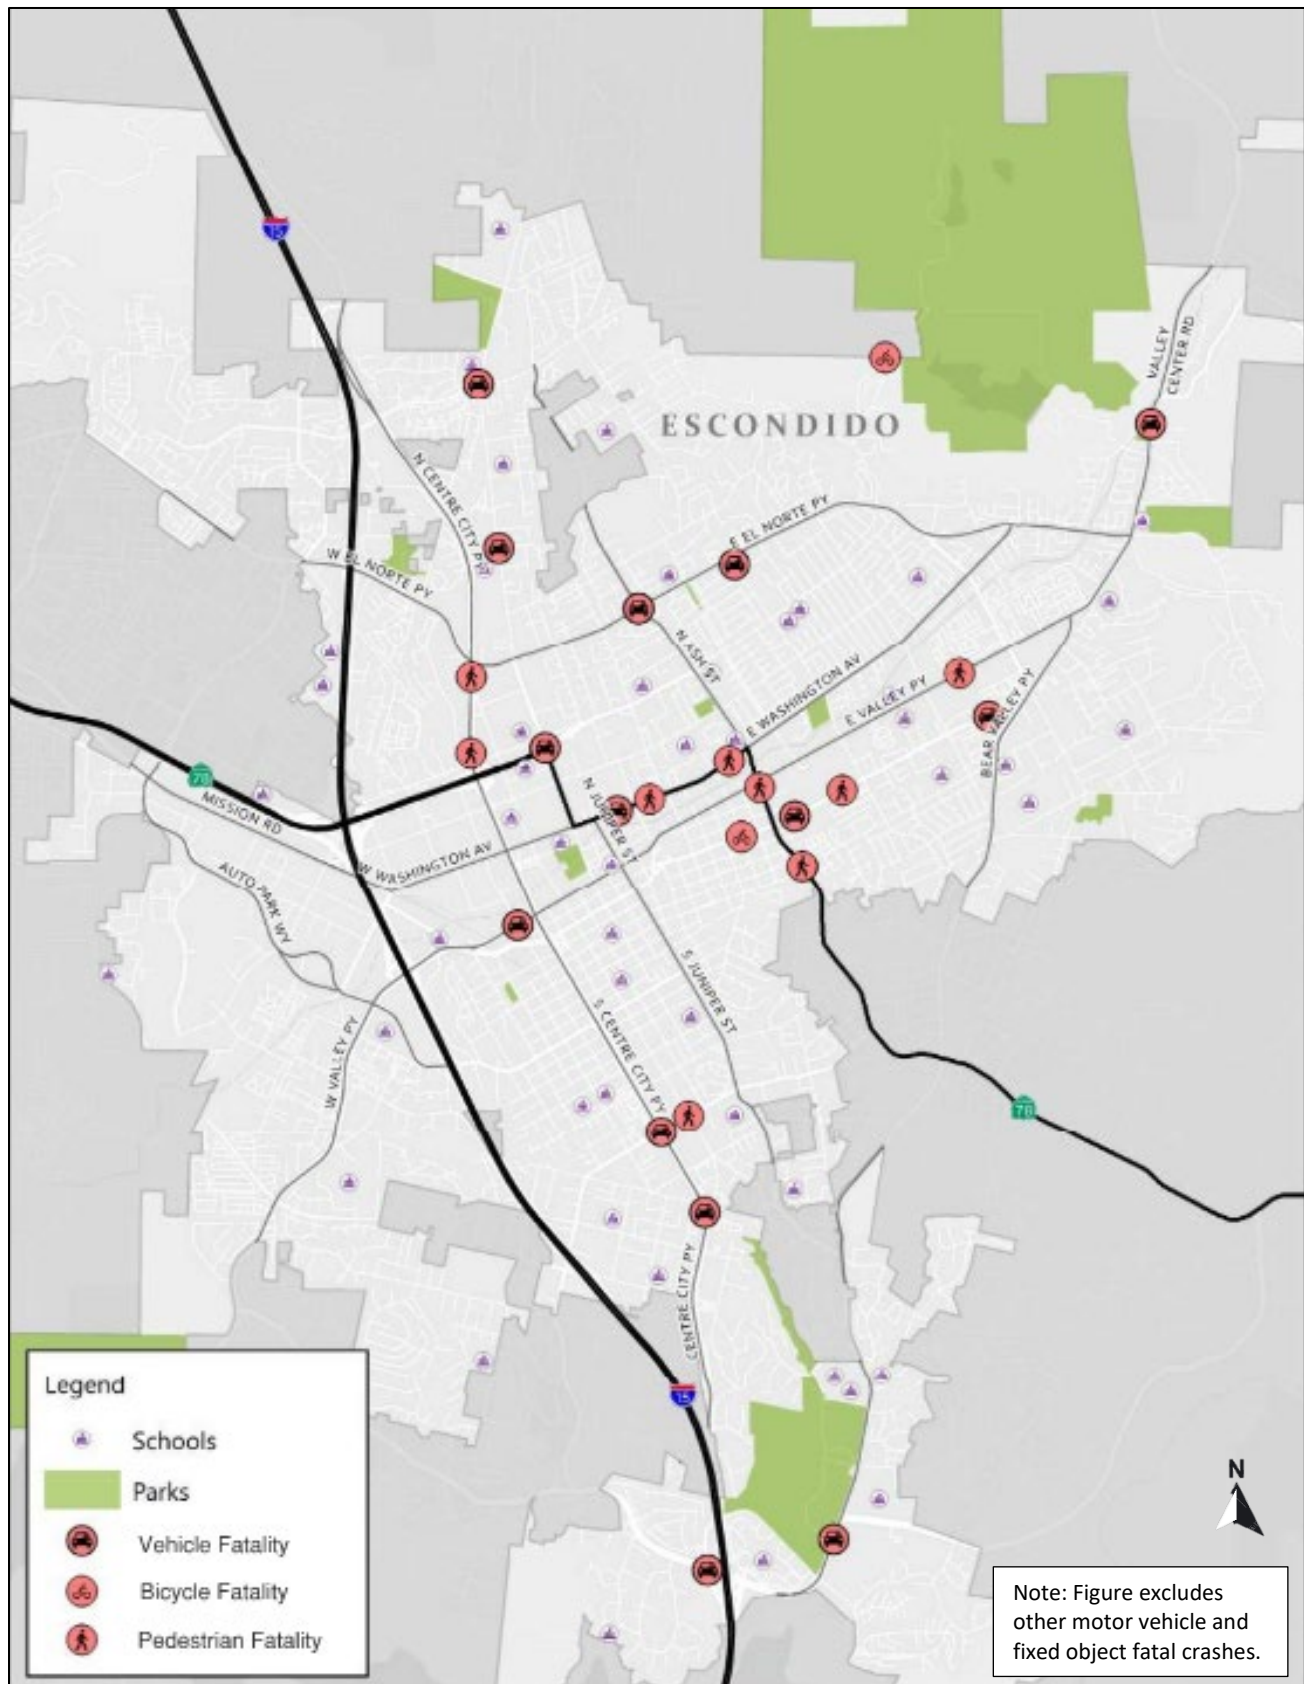 15
VALLEY
CENTER RD
ESCONDIDO
N CENTRE CITY PY
E EL NORTE PY
W EL NORTE PY
N ASH ST
E WASHINGTON AV
E VALLEY PY
BEAR VALLEY PY
78
MISSION RD
N JUNIPER ST
W WASHINGTON AV
AUTO PARK WY
S JUNIPER ST
S CENTRE CITY PY
W VALLEY PY
78
CENTRE CITY PY
15
Legend
Schools
Parks
Vehicle Fatality
Bicycle Fatality
Pedestrian Fatality
N
Note: Figure excludes
other motor vehicle and
fixed object fatal crashes.